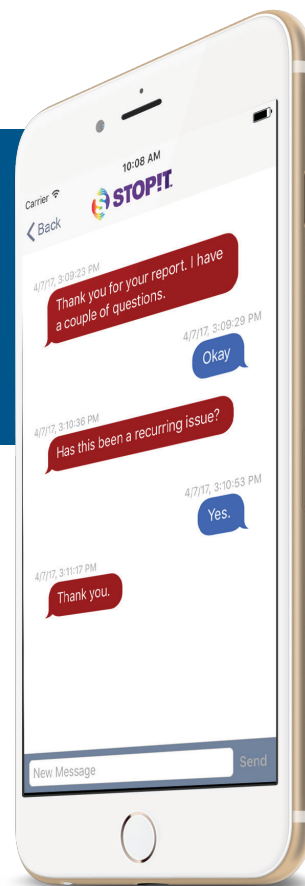 10:08 AM
Carrier
Back
STOP!T
4/7/17, 3:09:23 PM
Thank you for your report. I have
a couple of questions.
4/7/17, 3:09:29 PM
Okay
4/7/17, 3:10:36 PM
Has this been a recurring issue?
4/7/17, 3:10:53 PM
Yes.
4/7/17, 3:11:17 PM
Thank you.
New Message
Send